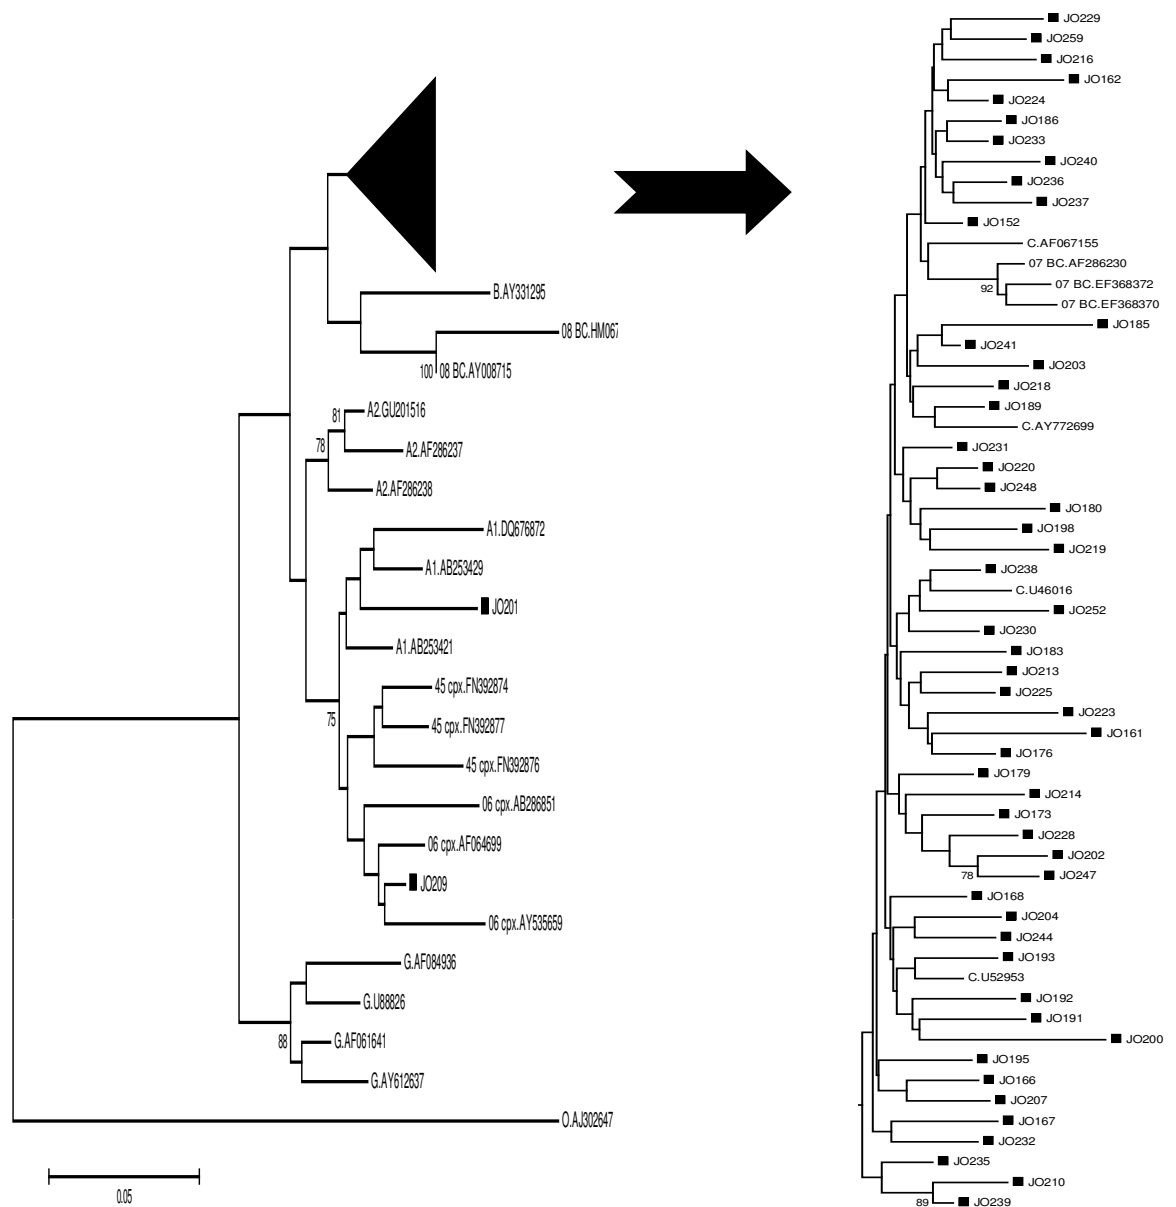 B.AY331295
08 BC.HM067
100
08 BC.AY008715
81
A2.GU201516
78
A2.AF286237
A2.AF286238
A1.DQ676872
A1.AB253429
JO201
A1.AB253421
45 cpx.FN392874
75
45 cpx.FN392877
45 cpx.FN392876
06 cpx.AB286851
06 cpx.AF064699
JO209
06 cpx.AY535659
G.AF084936
G.U88826
88
G.AF061641
G.AY612637
O.AJ302647
0.05
JO229
JO259
JO216
JO162
JO224
JO186
JO233
JO240
JO236
JO237
JO152
C.AF067155
07 BC.AF286230
92
07 BC.EF368372
07 BC.EF368370
JO185
JO241
JO203
JO218
JO189
C.AY772699
JO231
JO220
JO248
JO180
JO198
JO219
JO238
C.U46016
JO252
JO230
JO183
JO213
JO225
JO223
JO161
JO176
JO179
JO214
JO173
JO228
JO202
78
JO247
JO168
JO204
JO244
JO193
C.U52953
JO192
JO191
JO200
JO195
JO166
JO207
JO167
JO232
JO235
JO210
89
JO239